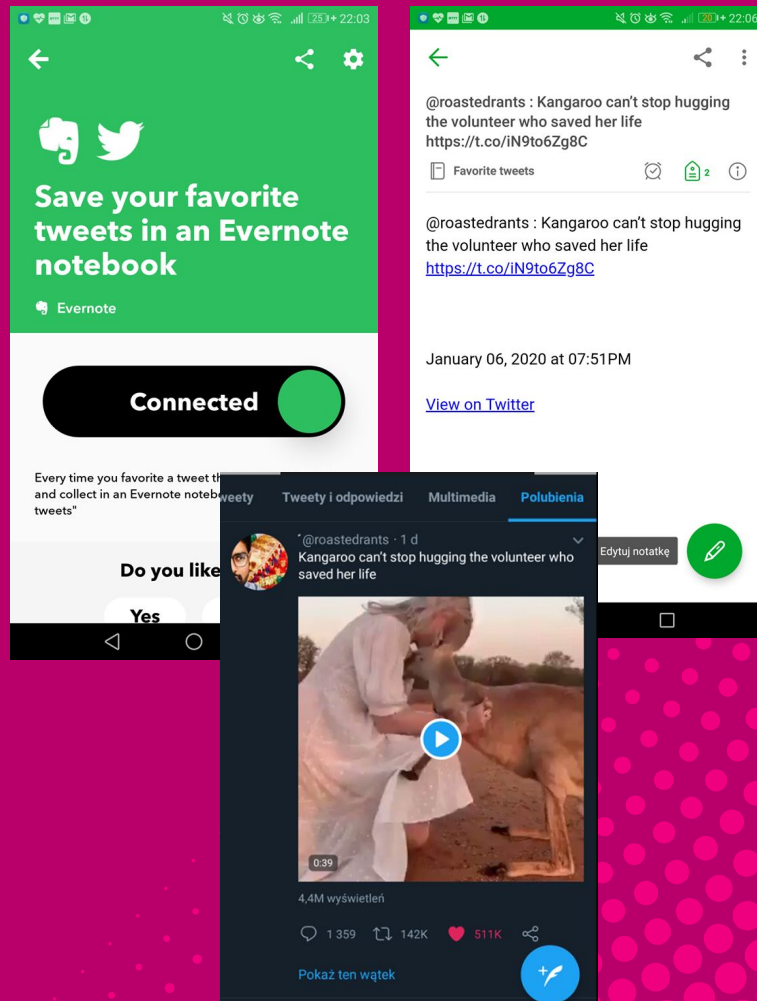 25 + 22:03
Save your favorite
tweets in an Evernote
notebook
Evernote
Connected
Every time you favorite a tweet th
and collect in an Evernote noteb
tweets"
Do you like
Yes
20 + 22:06
@roastedrants : Kangaroo can't stop hugging
the volunteer who saved her life
https://t.co/iN9to6Zg8C
Favorite tweets
2
@roastedrants : Kangaroo can't stop hugging
the volunteer who saved her life
https://t.co/iN9to6Zg8C
January 06, 2020 at 07:51PM
View on Twitter
Edytuj notatkę
weety Tweety i odpowiedzi Multimedia Polubienia
@roastedrants · 1 d
Kangaroo can't stop hugging the volunteer who
saved her life
0:39
4,4M wyświetleń
1 359 142K 511K
Pokaż ten wątek